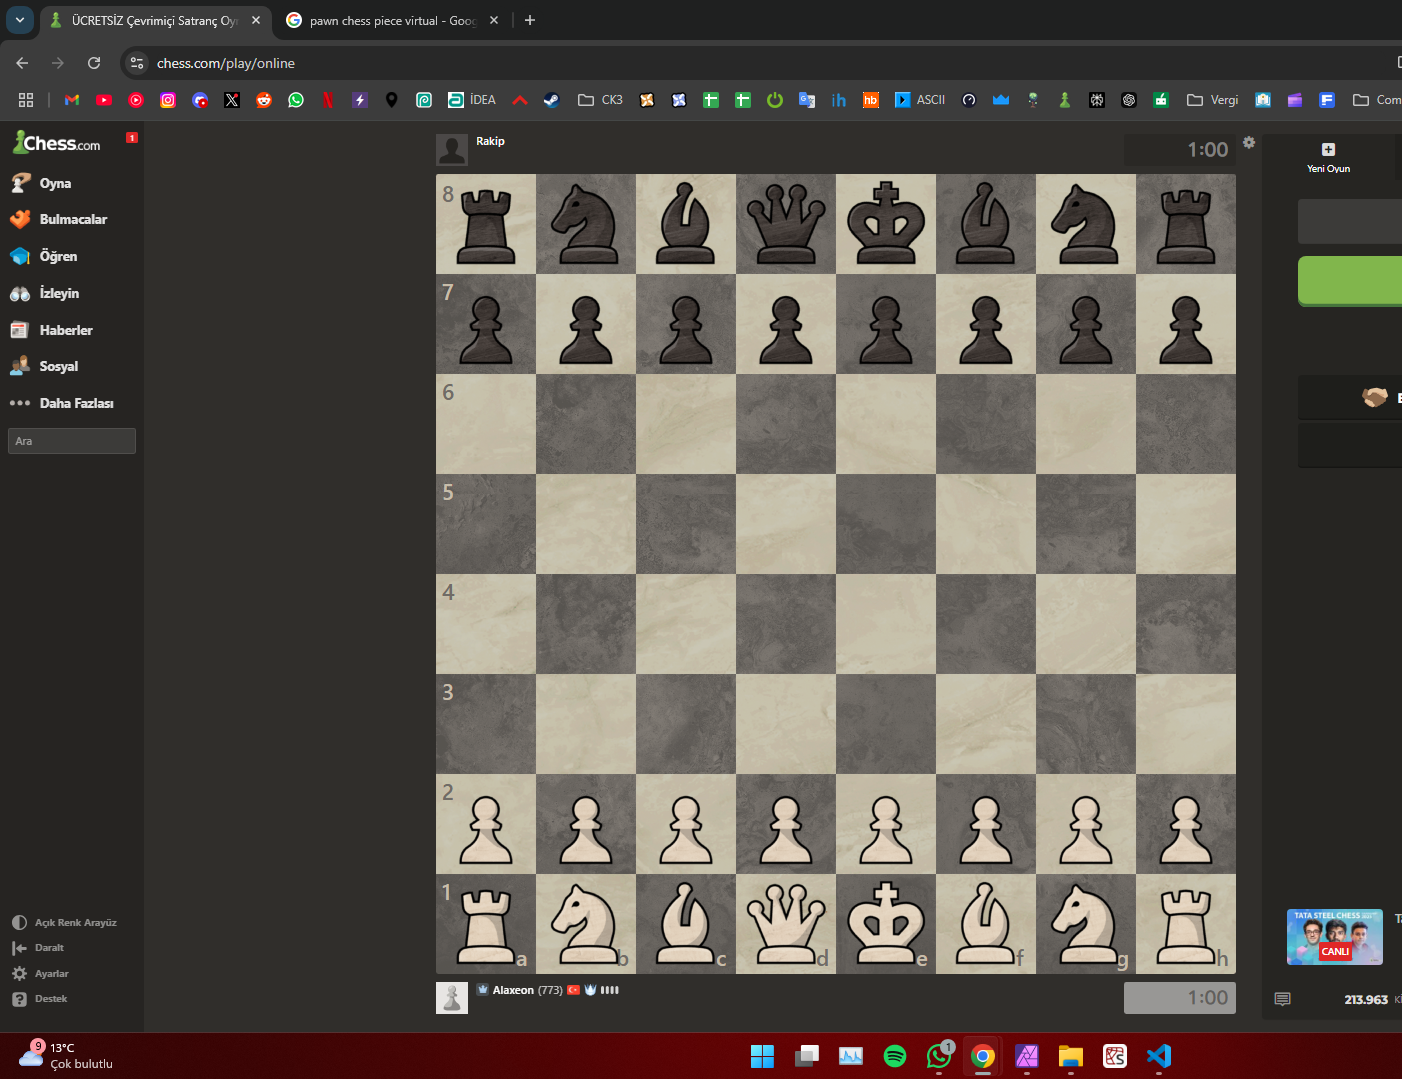 ÜCRETSİZ Çevrimiçi Satranç Oy
pawn chess piece virtual - Goo
chess.com/play/online
İDEA
CK3
ih
hb
ASCII
Vergi
Com
Chess.com
1
Oyna
Bulmacalar
Öğren
İzleyin
Haberler
Sosyal
Daha Fazlası
Ara
Açık Renk Arayüz
Daralt
Ayarlar
Destek
Rakip
1:00
8
7
6
5
4
3
2
1
a b c d e f g h
Alaxeon (773)
1:00
Yeni Oyun
TATA STEEL CHESS
CANLI
213.963
9
13°C
Çok bulutlu
1